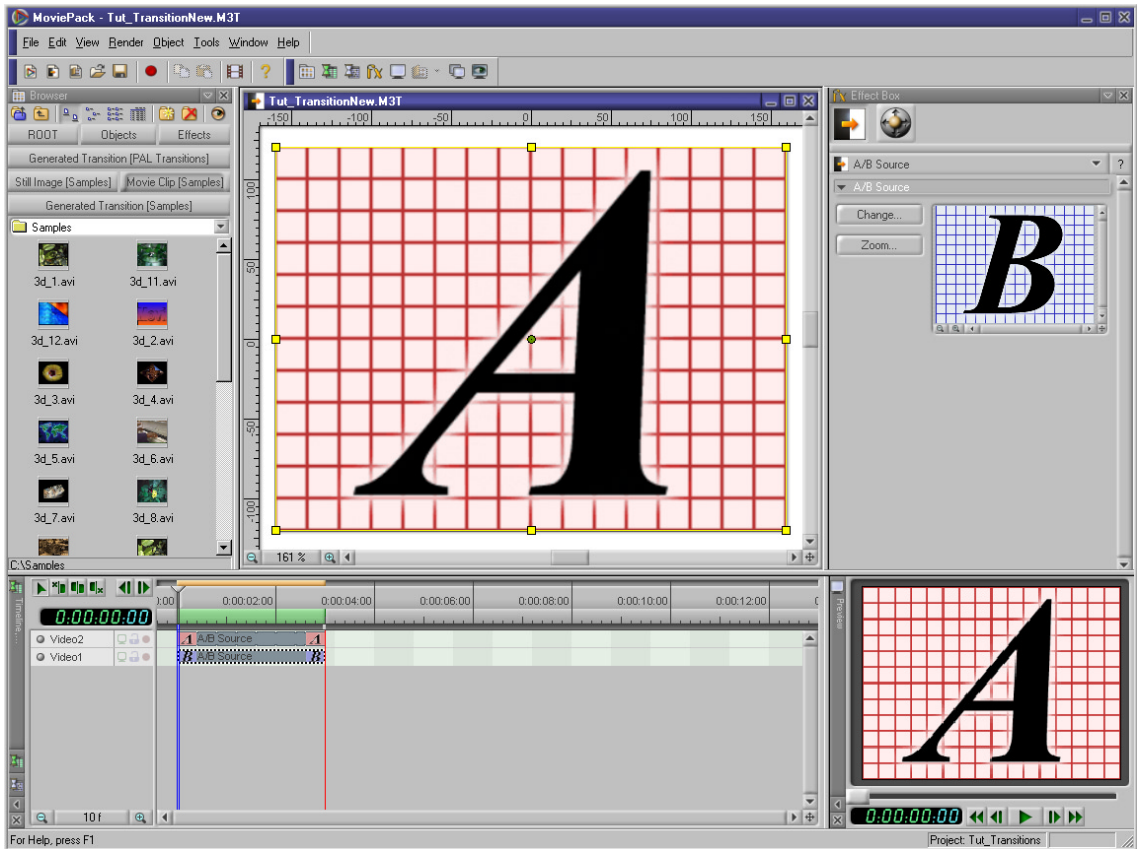 MoviePack - Tut_TransitionNew.M3T
File Edit View Render Object Tools Window Help
Browser
ROOT Objects Effects
Generated Transition [PAL Transitions]
Still Image [Samples] Movie Clip [Samples]
Generated Transition [Samples]
Samples
3d_1.avi 3d_11.avi
3d_12.avi 3d_2.avi
3d_3.avi 3d_4.avi
3d_5.avi 3d_6.avi
3d_7.avi 3d_8.avi
C:\Samples
Tut_TransitionNew.M3T
-150 -100 -50 0 50 100 150
100
50
0
-50
-100
A
161 %
Effect Box
A/B Source ?
A/B Source
Change...
Zoom...
B
Timeline...
0:00 0:00:02:00 0:00:04:00 0:00:06:00 0:00:08:00 0:00:10:00 0:00:12:00
0:00:00:00
Video2 A A/B Source A
Video1 B A/B Source B
10 f
Preview
A
0:00:00:00
For Help, press F1
Project: Tut_Transitions